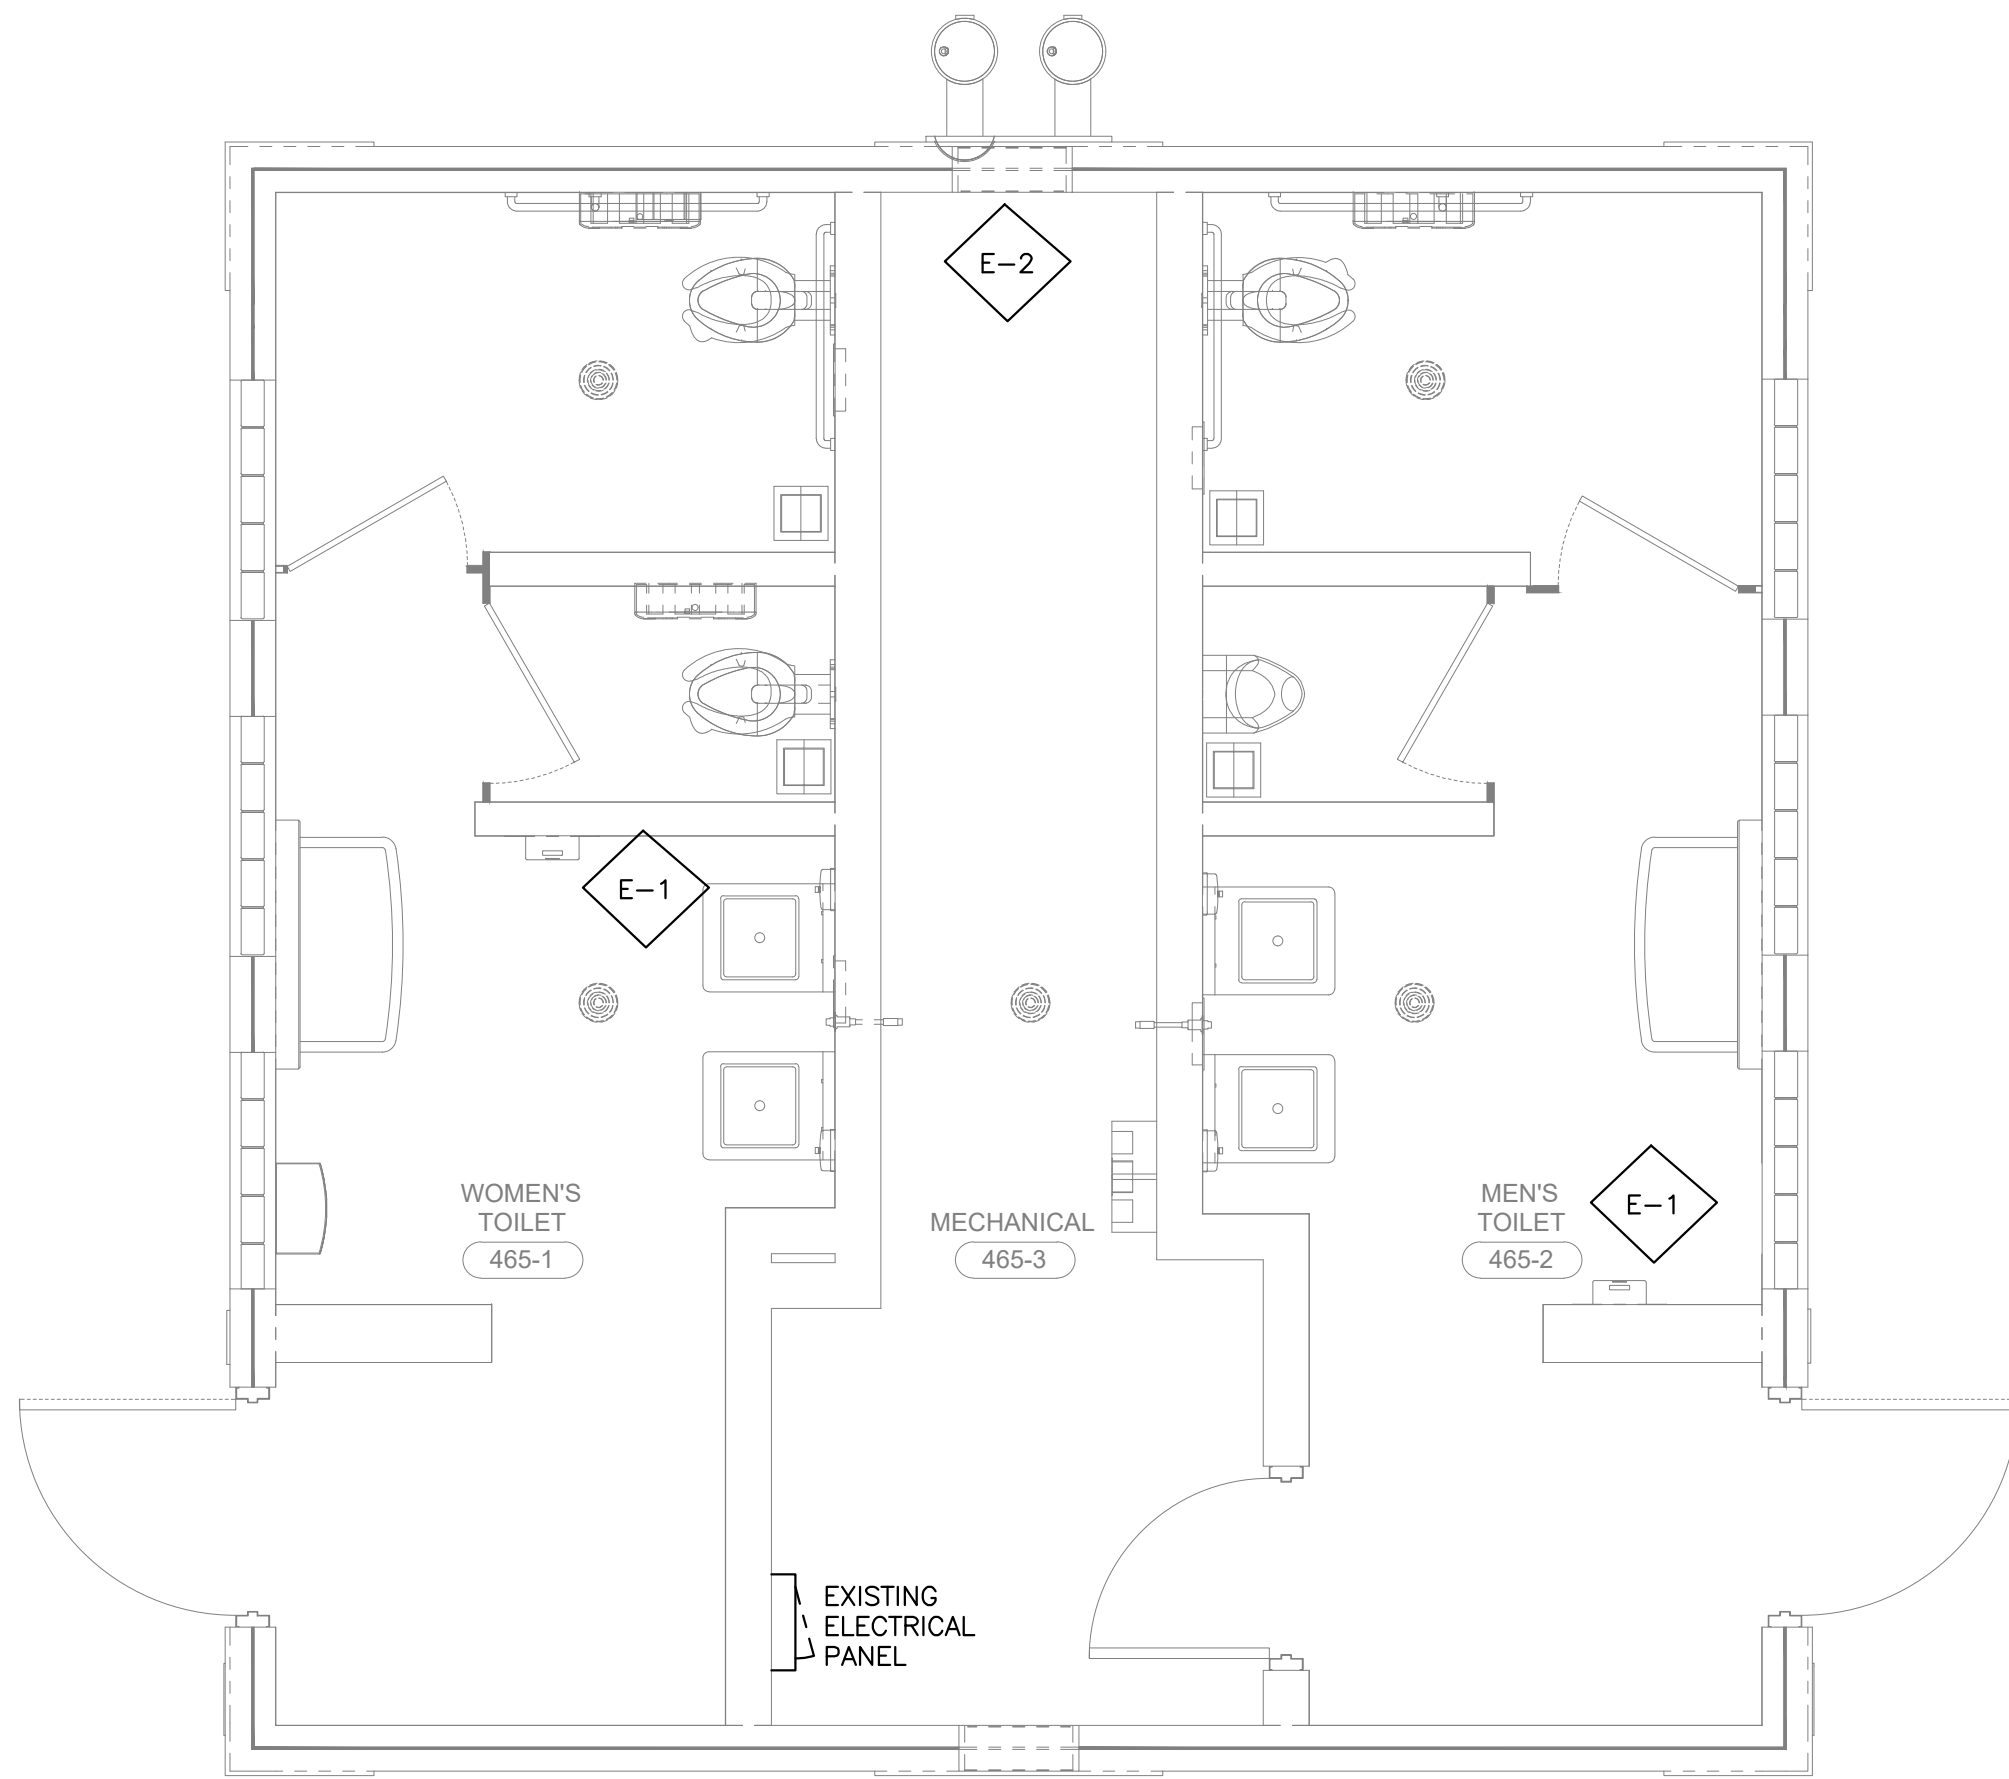 E-2
E-1
WOMEN'S
TOILET
465-1
MECHANICAL
465-3
MEN'S
TOILET
465-2
E-1
EXISTING
ELECTRICAL
PANEL